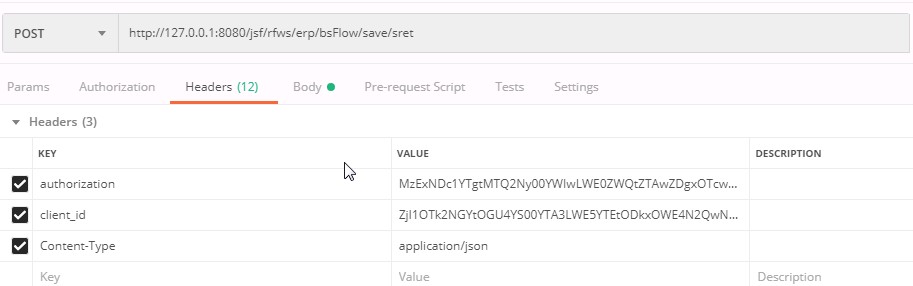 POST http://127.0.0.1:8080/jsf/rfws/erp/bsFlow/save/sret
Params Authorization Headers (12) Body Pre-request Script Tests Settings
Headers (3)
KEY VALUE DESCRIPTION
authorization MzExNDc1YTgtMTQ2Ny00YWIwLWE0ZWQtZTAwZDgxOTcw...
client_id ZjI1OTk2NGYtOGU4YS00YTA3LWE5YTEtODkxOWE4N2QwN...
Content-Type application/json
Key Value Description